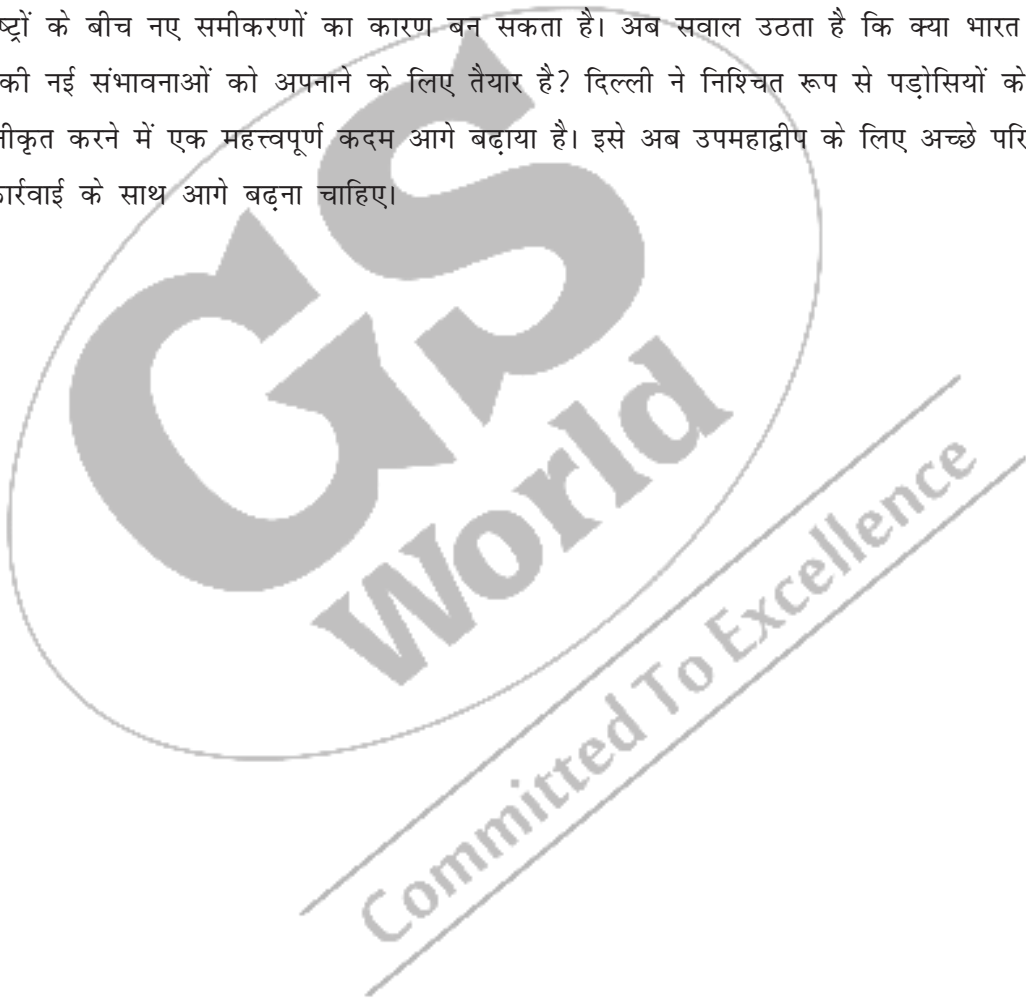 ष्ट्रों के बीच नए समीकरणों का कारण बन सकता है। अब सवाल उठता है कि क्या भारत
की नई संभावनाओं को अपनाने के लिए तैयार है? दिल्ली ने निश्चित रूप से पड़ोसियों के
नीकृत करने में एक महत्त्वपूर्ण कदम आगे बढ़ाया है। इसे अब उपमहाद्वीप के लिए अच्छे परि
कार्रवाई के साथ आगे बढ़ना चाहिए।
GS
World
Committed To Excellence